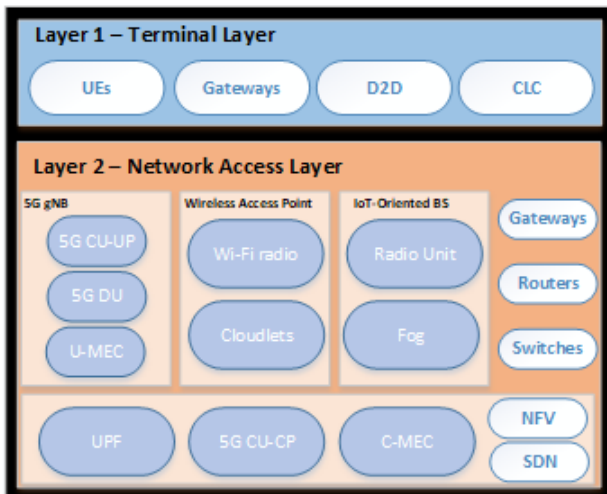 Layer 1 – Terminal Layer
UEs
Gateways
D2D
CLC
Layer 2 – Network Access Layer
5G gNB
5G CU-UP
5G DU
U-MEC
Wireless Access Point
Wi-Fi radio
Cloudlets
IoT-Oriented BS
Radio Unit
Fog
Gateways
Routers
Switches
UPF
5G CU-CP
C-MEC
NFV
SDN